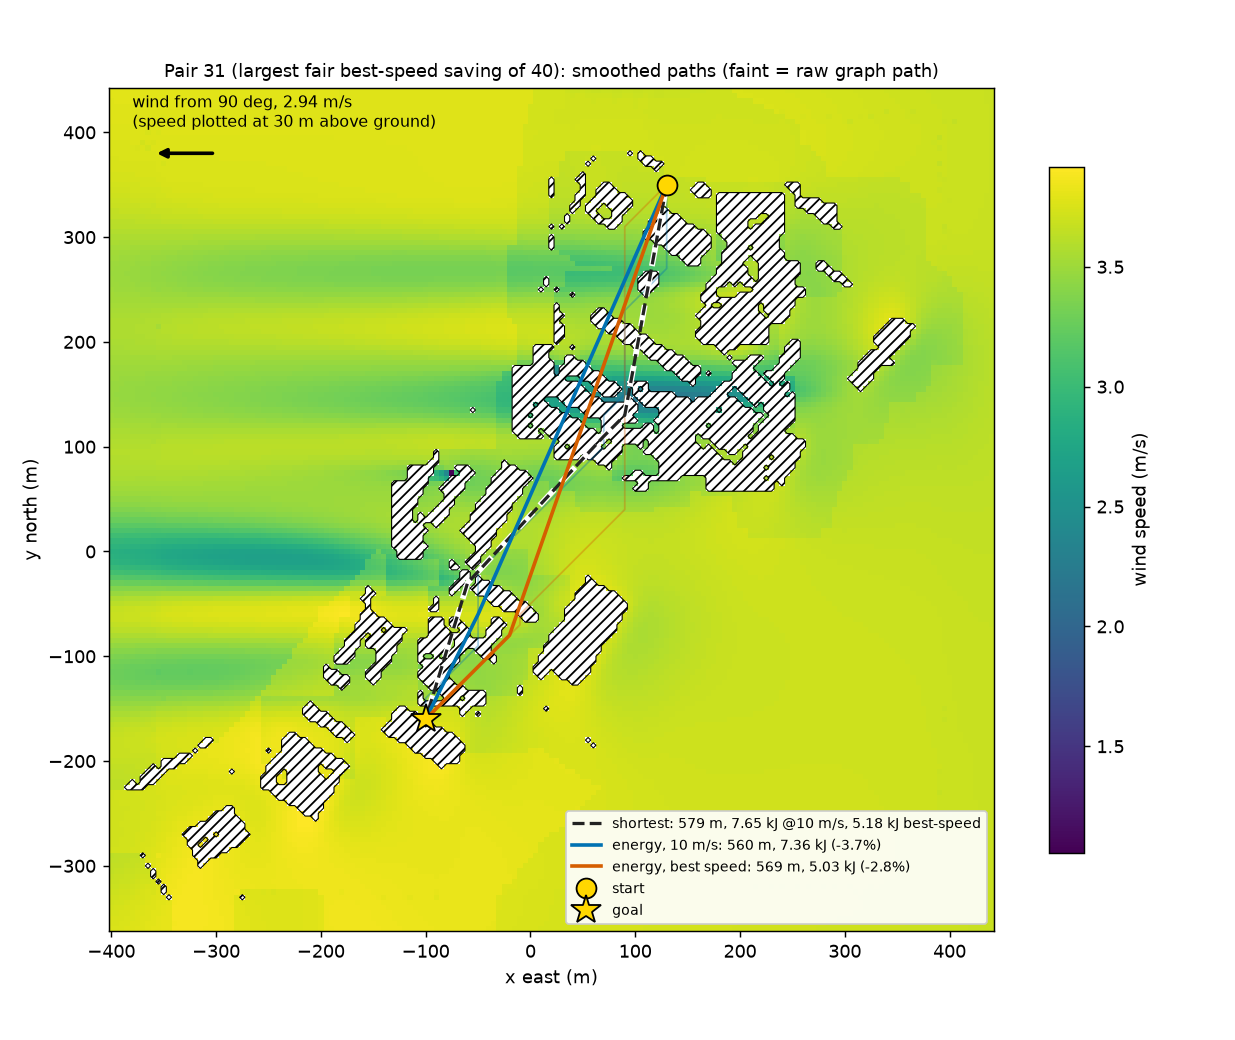 Pair 31 (largest fair best-speed saving of 40): smoothed paths (faint = raw graph path)
wind from 90 deg, 2.94 m/s
(speed plotted at 30 m above ground)
400
300
200
100
0
−100
−200
−300
y north (m)
−400
−300
−200
−100
0
100
200
300
400
x east (m)
shortest: 579 m, 7.65 kJ @10 m/s, 5.18 kJ best-speed
energy, 10 m/s: 560 m, 7.36 kJ (-3.7%)
energy, best speed: 569 m, 5.03 kJ (-2.8%)
start
goal
3.5
3.0
2.5
2.0
1.5
wind speed (m/s)